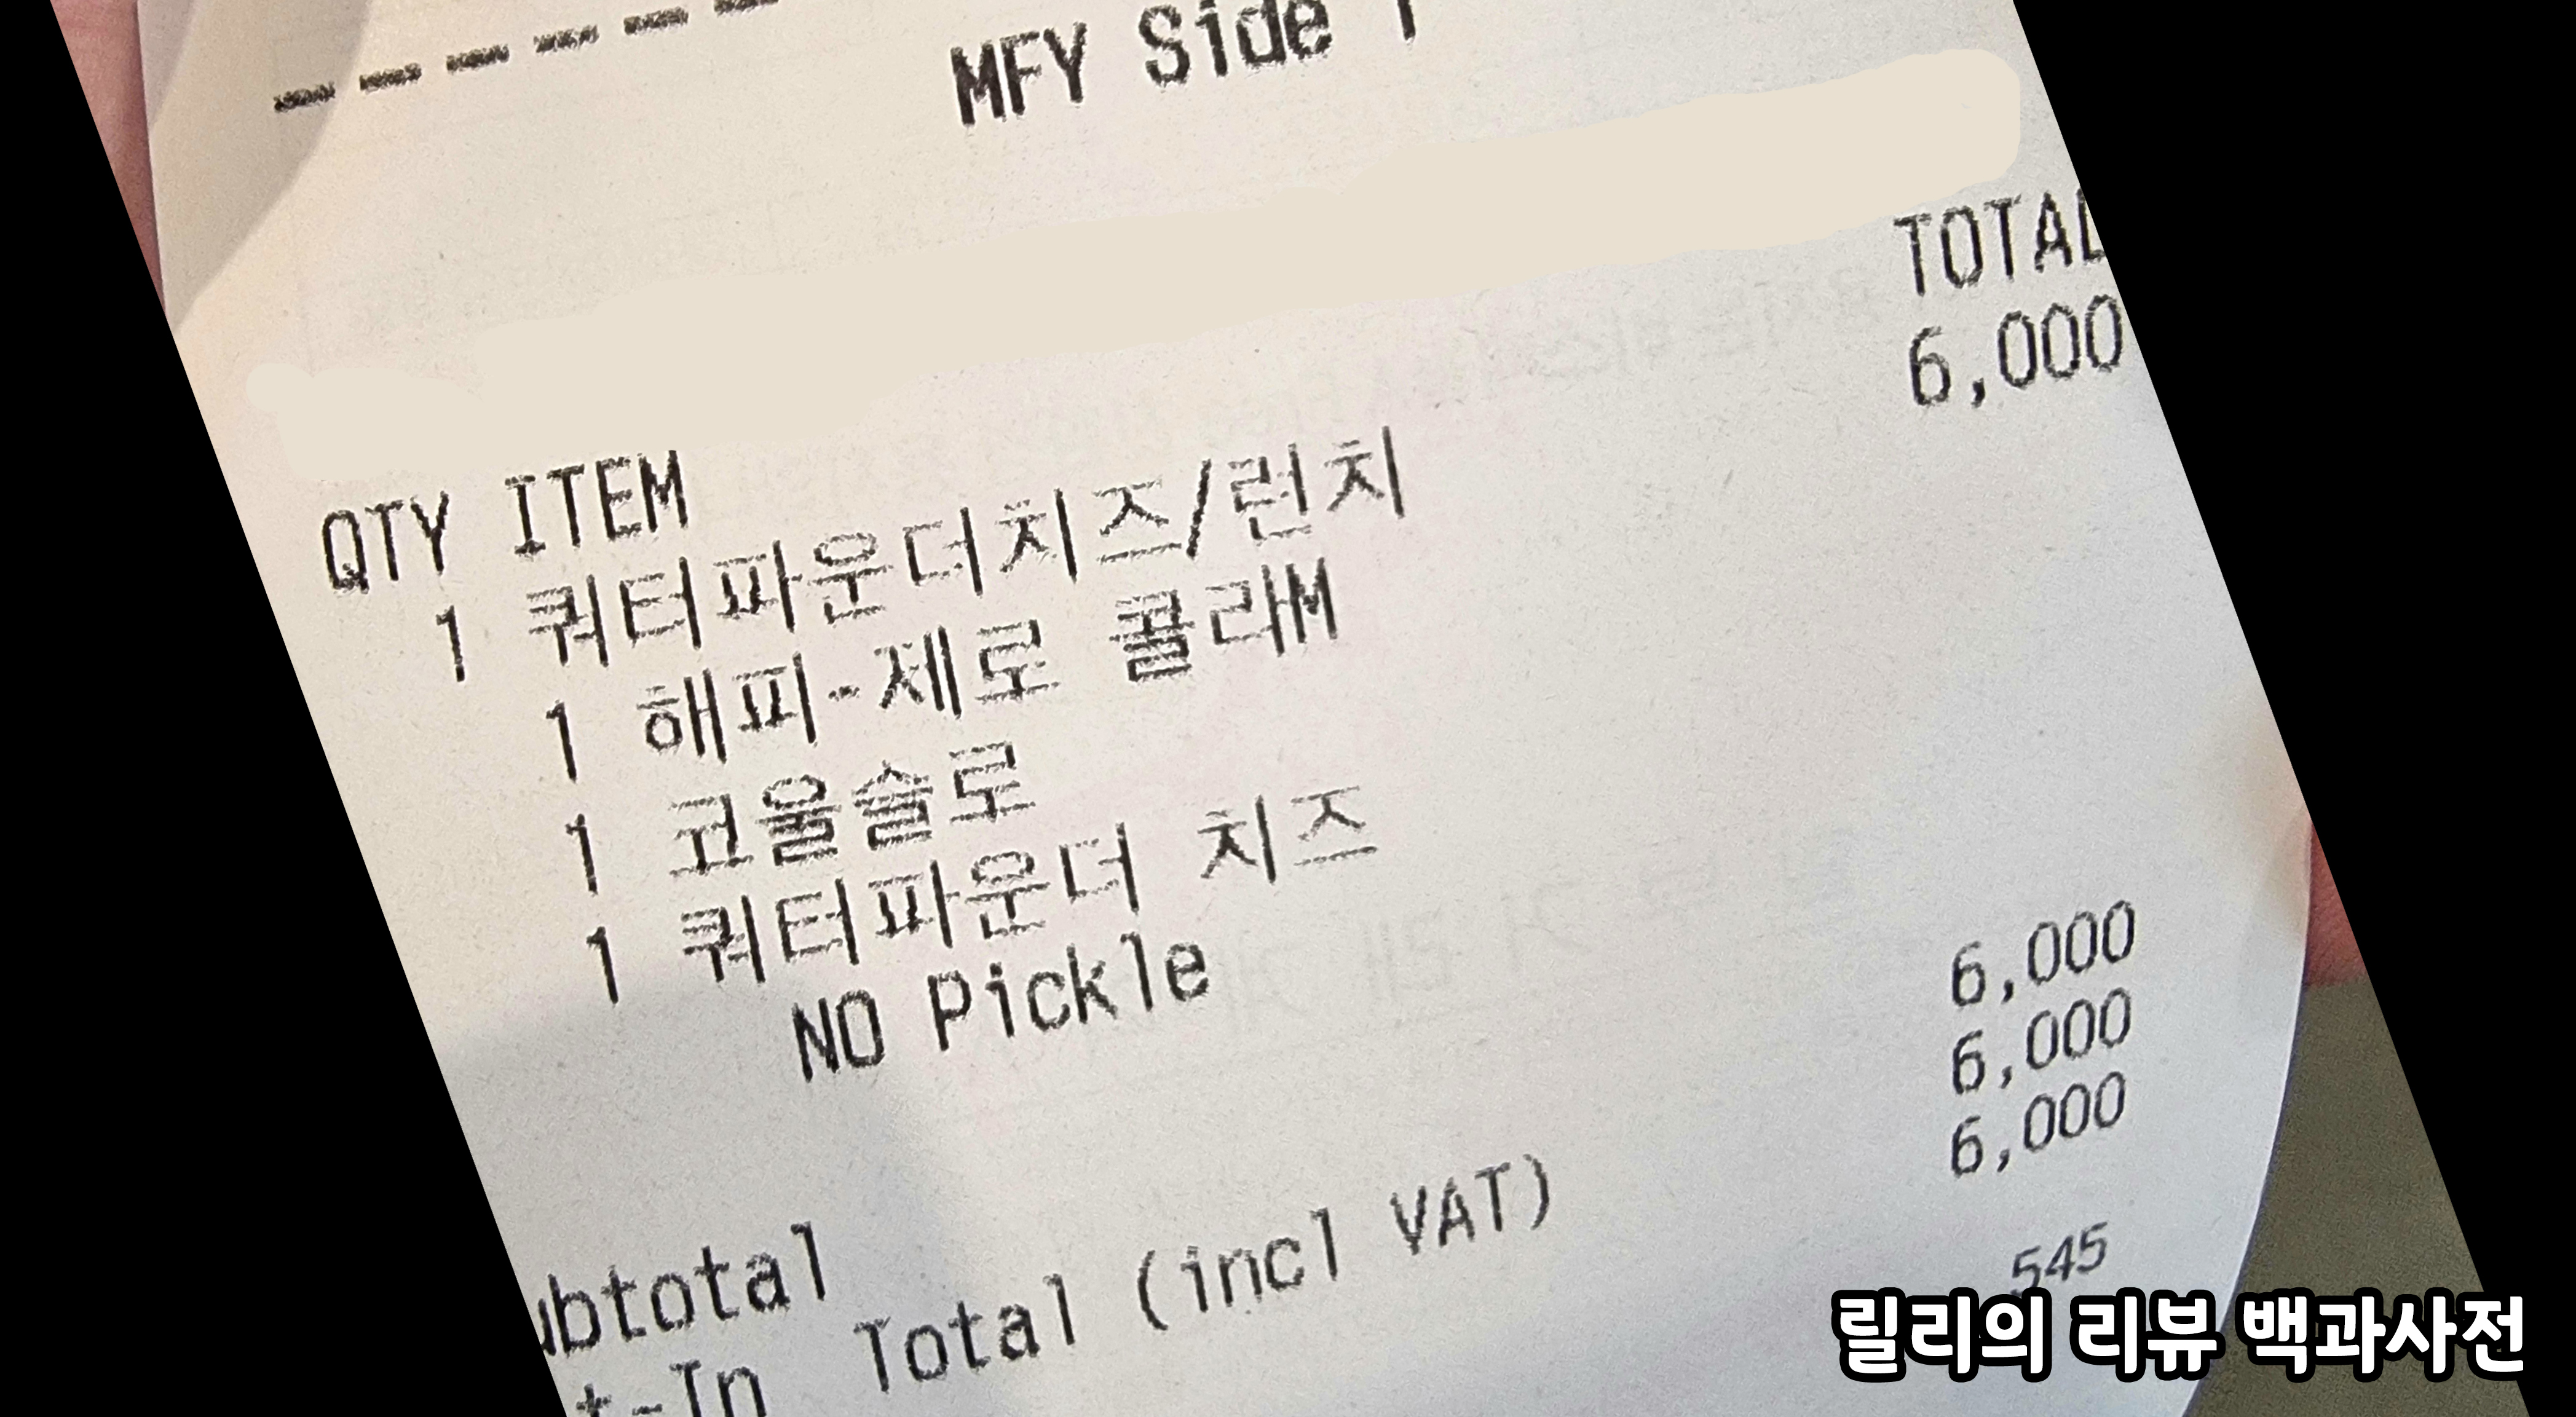 MFY Side 1
QTY ITEM TOTAL
1 쿼터파운더치즈/런치 6,000
1 해피-제로 콜라M
1 코울슬로
1 쿼터파운더 치즈
NO Pickle
ubtotal 6,000
t-In Total (incl VAT) 6,000
6,000
545
릴리의 리뷰 백과사전